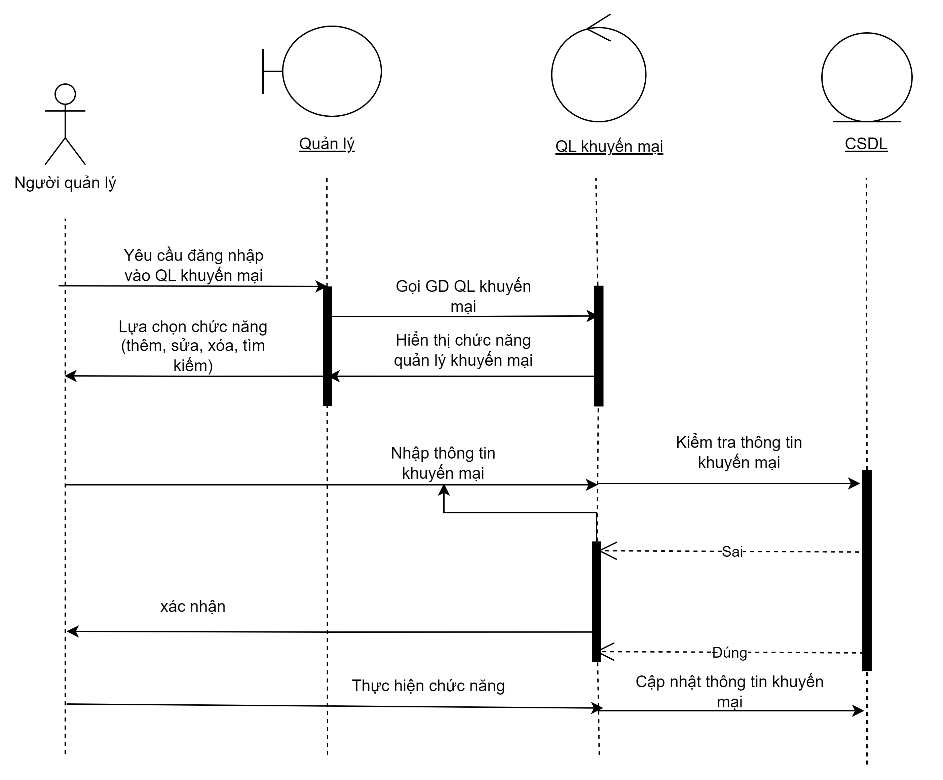 Quản lý
QL khuyến mại
CSDL
Người quản lý
Yêu cầu đăng nhập
vào QL khuyến mại
Gọi GD QL khuyến
mại
Lựa chọn chức năng
(thêm, sửa, xóa, tìm
kiếm)
Hiển thị chức năng
quản lý khuyến mại
Nhập thông tin
khuyến mại
Kiểm tra thông tin
khuyến mại
Sai
xác nhận
Đúng
Thực hiện chức năng
Cập nhật thông tin khuyến
mại